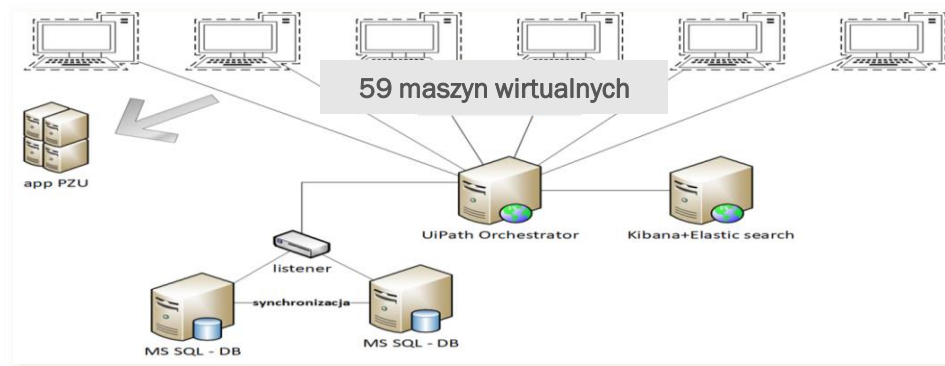 59 maszyn wirtualnych
app PZU
UiPath Orchestrator
Kibana+Elastic search
listener
synchronizacja
MS SQL - DB
MS SQL - DB